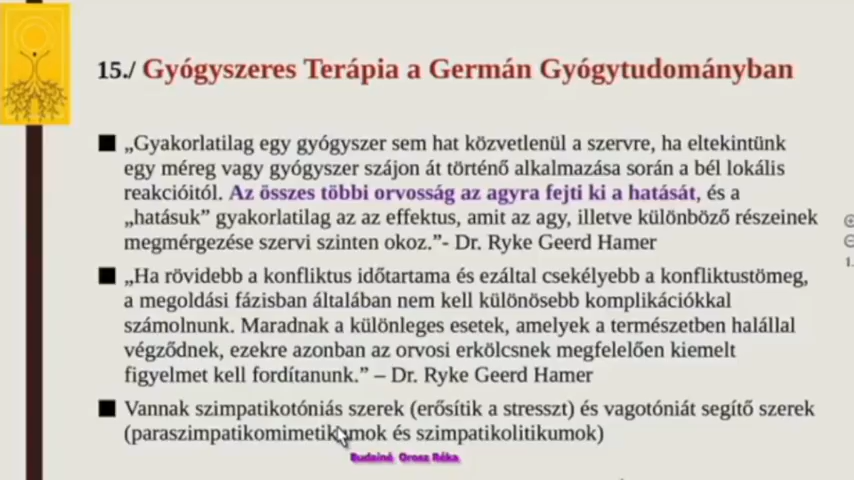 15./ Gyógyszeres Terápia a Germán Gyógytudományban
■ „Gyakorlatilag egy gyógyszer sem hat közvetlenül a szervre, ha eltekintünk
egy méreg vagy gyógyszer szájon át történő alkalmazása során a bél lokális
reakcióitól. Az összes többi orvosság az agyra fejti ki a hatását, és a
„hatásuk” gyakorlatilag az az effektus, amit az agy, illetve különböző részeinek
megmérgezése szervi szinten okoz.”- Dr. Ryke Geerd Hamer
■ „Ha rövidebb a konfliktus időtartama és ezáltal csekélyebb a konfliktustömeg,
a megoldási fázisban általában nem kell különösebb komplikációkkal
számolnunk. Maradnak a különleges esetek, amelyek a természetben halállal
végződnek, ezekre azonban az orvosi erkölcsnek megfelelően kiemelt
figyelmet kell fordítanunk.” – Dr. Ryke Geerd Hamer
■ Vannak szimpatikotóniás szerek (erősítik a stresszt) és vagotóniát segítő szerek
(paraszimpatikomimetikumok és szimpatikolitikumok)
Budainé Orosz Réka
1.